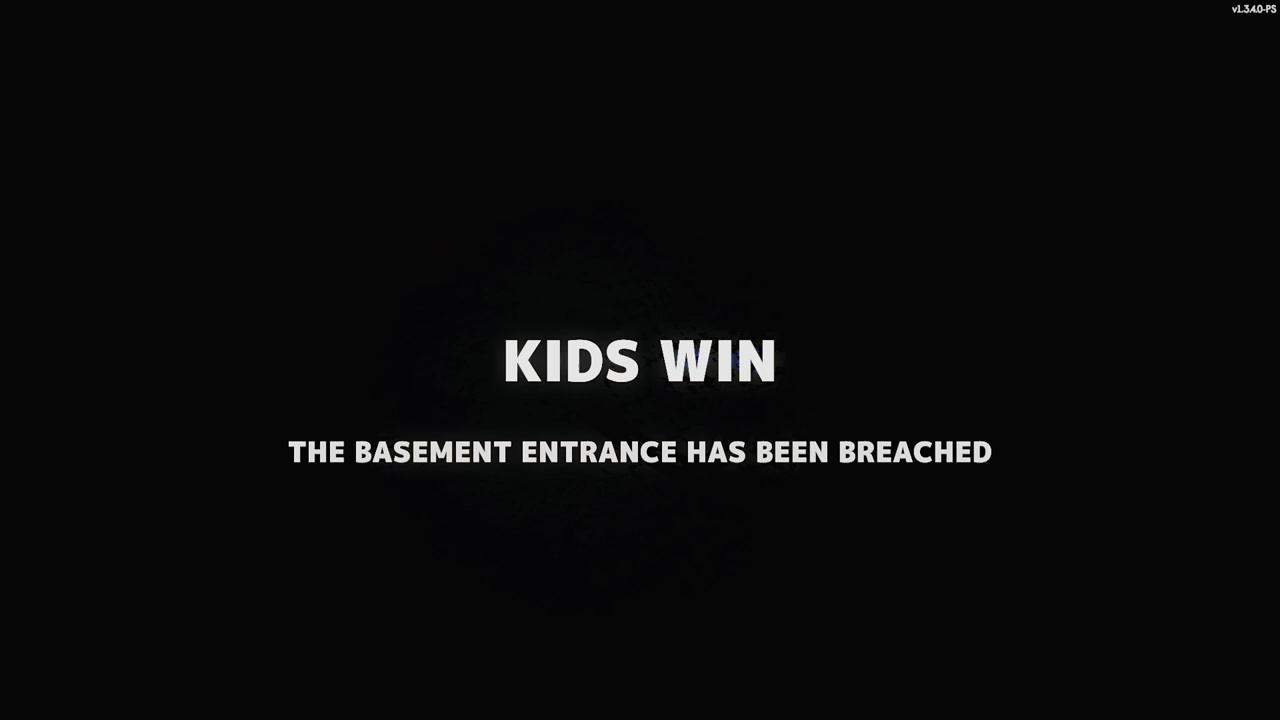 v1.3.4.0-PS
KIDS WIN
THE BASEMENT ENTRANCE HAS BEEN BREACHED